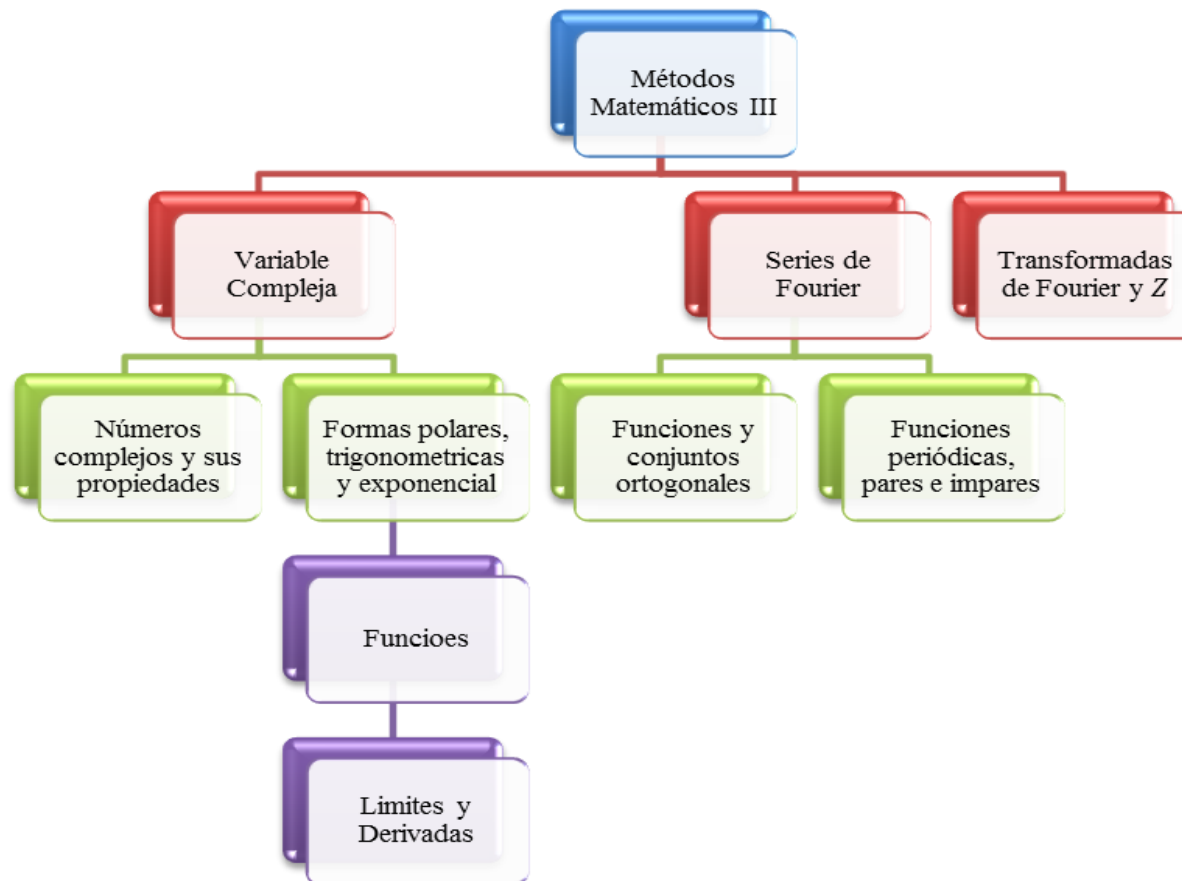 Métodos
Matemáticos III
Variable
Compleja
Series de
Fourier
Transformadas
de Fourier y Z
Números
complejos y sus
propiedades
Formas polares,
trigonometricas
y exponencial
Funciones y
conjuntos
ortogonales
Funciones
periódicas,
pares e impares
Funcioes
Limites y
Derivadas